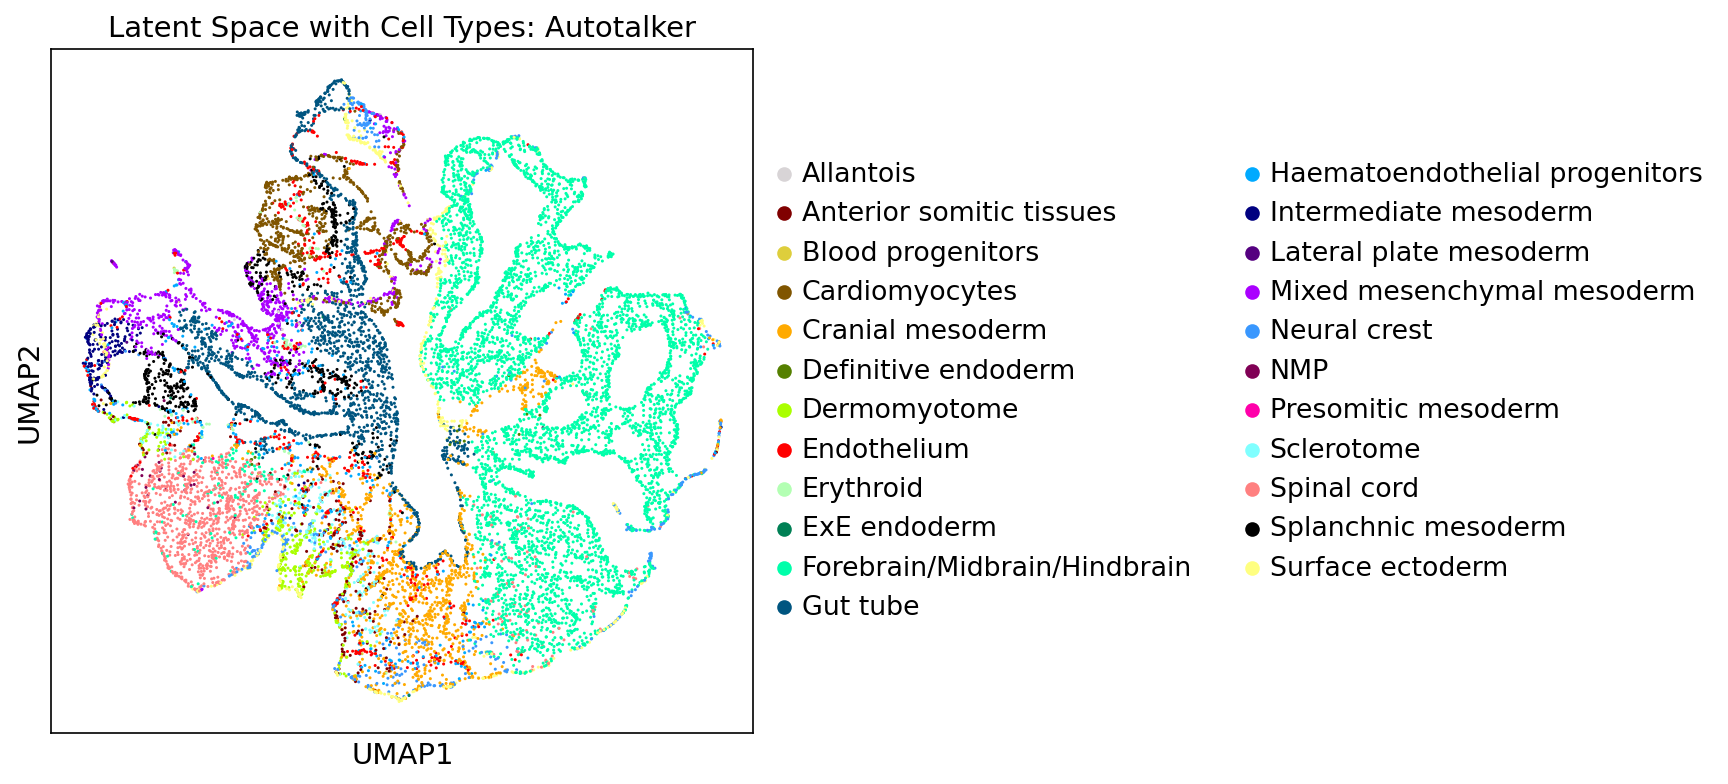 Latent Space with Cell Types: Autotalker
UMAP2
UMAP1
Allantois
Anterior somitic tissues
Blood progenitors
Cardiomyocytes
Cranial mesoderm
Definitive endoderm
Dermomyotome
Endothelium
Erythroid
ExE endoderm
Forebrain/Midbrain/Hindbrain
Gut tube
Haematoendothelial progenitors
Intermediate mesoderm
Lateral plate mesoderm
Mixed mesenchymal mesoderm
Neural crest
NMP
Presomitic mesoderm
Sclerotome
Spinal cord
Splanchnic mesoderm
Surface ectoderm